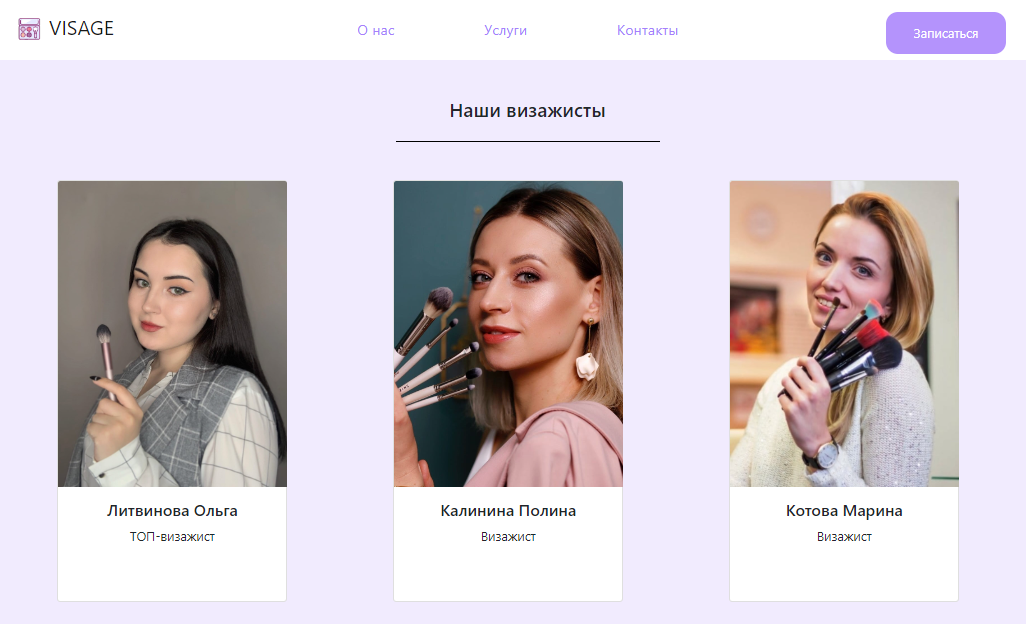 VISAGE
О нас
Услуги
Контакты
Записаться
Наши визажисты
Литвинова Ольга
ТОП-визажист
Калинина Полина
Визажист
Котова Марина
Визажист